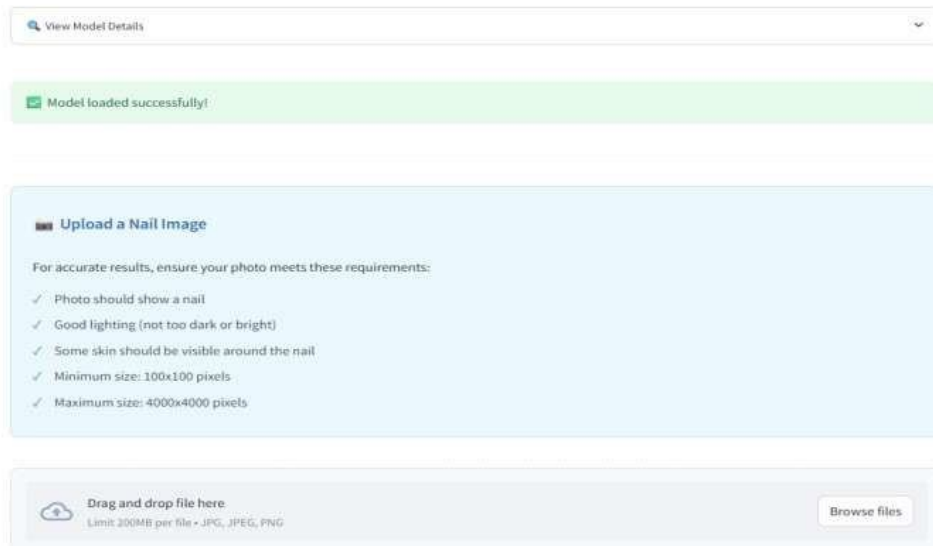 View Model Details
Model loaded successfully!
Upload a Nail Image
For accurate results, ensure your photo meets these requirements:
✓ Photo should show a nail
✓ Good lighting (not too dark or bright)
✓ Some skin should be visible around the nail
✓ Minimum size: 100x100 pixels
✓ Maximum size: 4000x4000 pixels
Drag and drop file here
Limit 200MB per file • JPG, JPEG, PNG
Browse files